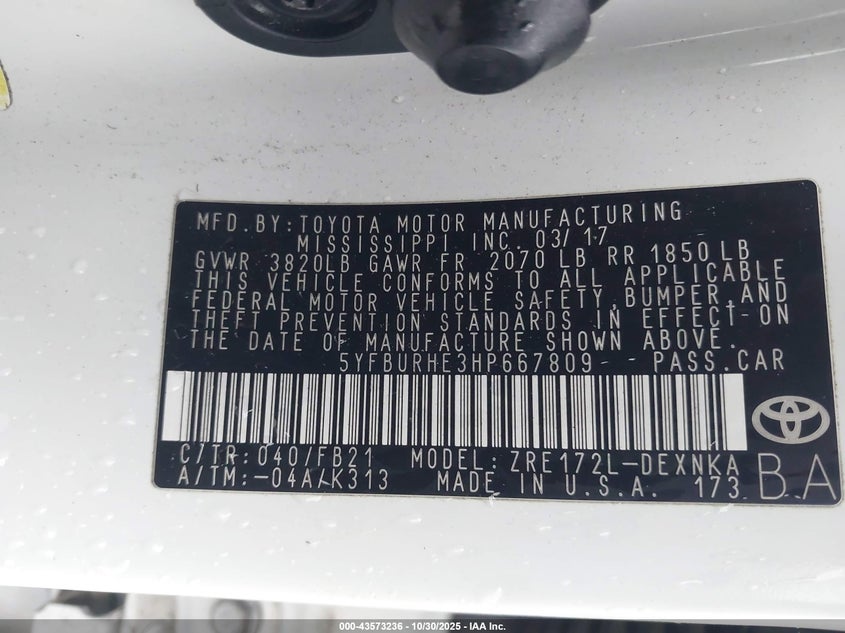 MFD. BY: TOYOTA MOTOR MANUFACTURING
MISSISSIPPI INC. 03/17
GVWR 3820LB GAWR FR 2070 LB RR 1850 LB
THIS VEHICLE CONFORMS TO ALL APPLICABLE
FEDERAL MOTOR VEHICLE SAFETY, BUMPER, AND
THEFT PREVENTION STANDARDS IN EFFECT ON
THE DATE OF MANUFACTURE SHOWN ABOVE.
5YFBURHE3HP667809 PASS. CAR
C/TR: 040/FB21 MODEL: ZRE172L-DEXNKA
A/TM: -04A/K313 MADE IN U.S.A. 173 BA
000-43573236 - 10/30/2025 - IAA Inc.